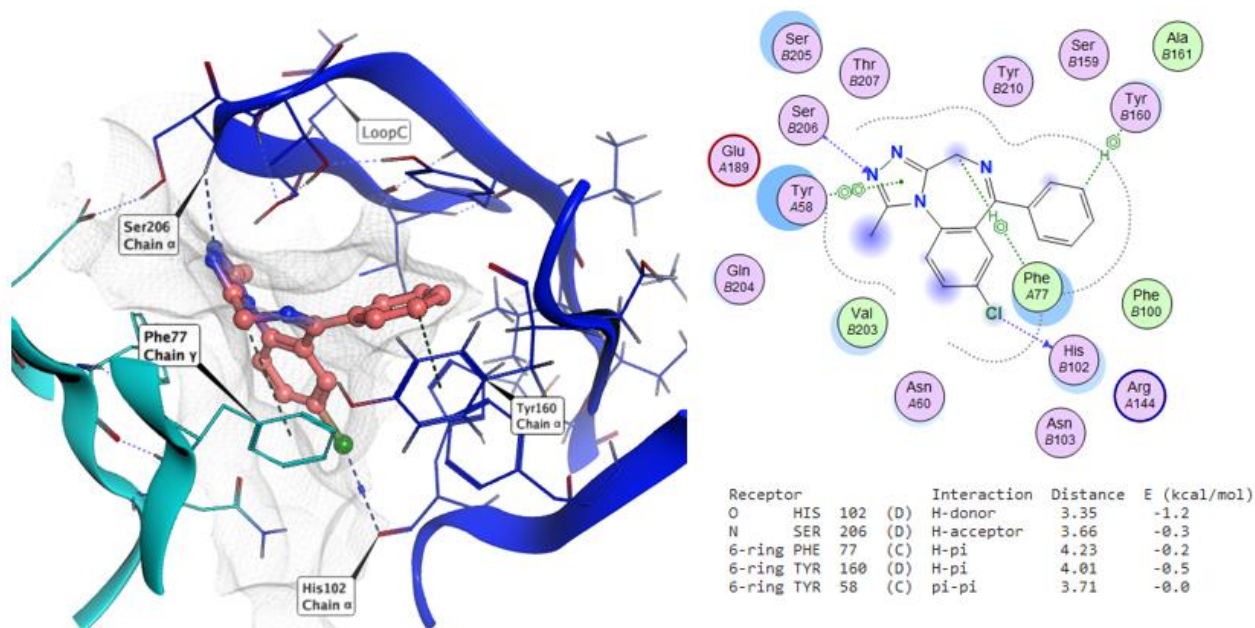 LoopC
Ser206
Chain α
Phe77
Chain γ
Tyr160
Chain α
His102
Chain α
Ser
B205
Thr
B207
Tyr
B210
Ser
B159
Ala
B161
Ser
B206
Tyr
B160
Glu
A189
Tyr
A58
N
N
N
N
H
H
Gln
B204
Val
B203
Phe
A77
Phe
B100
Cl
His
B102
Asn
A60
Arg
A144
Asn
B103
Receptor Interaction Distance E (kcal/mol)
O HIS 102 (D) H-donor 3.35 -1.2
N SER 206 (D) H-acceptor 3.66 -0.3
6-ring PHE 77 (C) H-pi 4.23 -0.2
6-ring TYR 160 (D) H-pi 4.01 -0.5
6-ring TYR 58 (C) pi-pi 3.71 -0.0